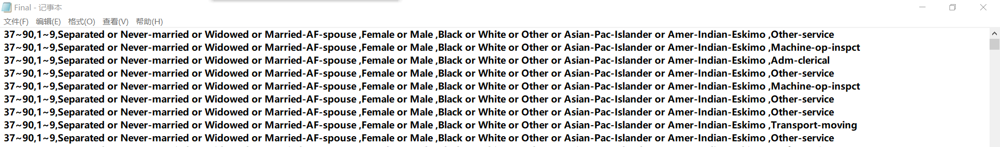 Final - 记事本
文件(F) 编辑(E) 格式(O) 查看(V) 帮助(H)
37~90,1~9,Separated or Never-married or Widowed or Married-AF-spouse ,Female or Male ,Black or White or Other or Asian-Pac-Islander or Amer-Indian-Eskimo ,Other-service
37~90,1~9,Separated or Never-married or Widowed or Married-AF-spouse ,Female or Male ,Black or White or Other or Asian-Pac-Islander or Amer-Indian-Eskimo ,Machine-op-inspct
37~90,1~9,Separated or Never-married or Widowed or Married-AF-spouse ,Female or Male ,Black or White or Other or Asian-Pac-Islander or Amer-Indian-Eskimo ,Adm-clerical
37~90,1~9,Separated or Never-married or Widowed or Married-AF-spouse ,Female or Male ,Black or White or Other or Asian-Pac-Islander or Amer-Indian-Eskimo ,Other-service
37~90,1~9,Separated or Never-married or Widowed or Married-AF-spouse ,Female or Male ,Black or White or Other or Asian-Pac-Islander or Amer-Indian-Eskimo ,Machine-op-inspct
37~90,1~9,Separated or Never-married or Widowed or Married-AF-spouse ,Female or Male ,Black or White or Other or Asian-Pac-Islander or Amer-Indian-Eskimo ,Other-service
37~90,1~9,Separated or Never-married or Widowed or Married-AF-spouse ,Female or Male ,Black or White or Other or Asian-Pac-Islander or Amer-Indian-Eskimo ,Other-service
37~90,1~9,Separated or Never-married or Widowed or Married-AF-spouse ,Female or Male ,Black or White or Other or Asian-Pac-Islander or Amer-Indian-Eskimo ,Transport-moving
37~90,1~9,Separated or Never-married or Widowed or Married-AF-spouse ,Female or Male ,Black or White or Other or Asian-Pac-Islander or Amer-Indian-Eskimo ,Other-service